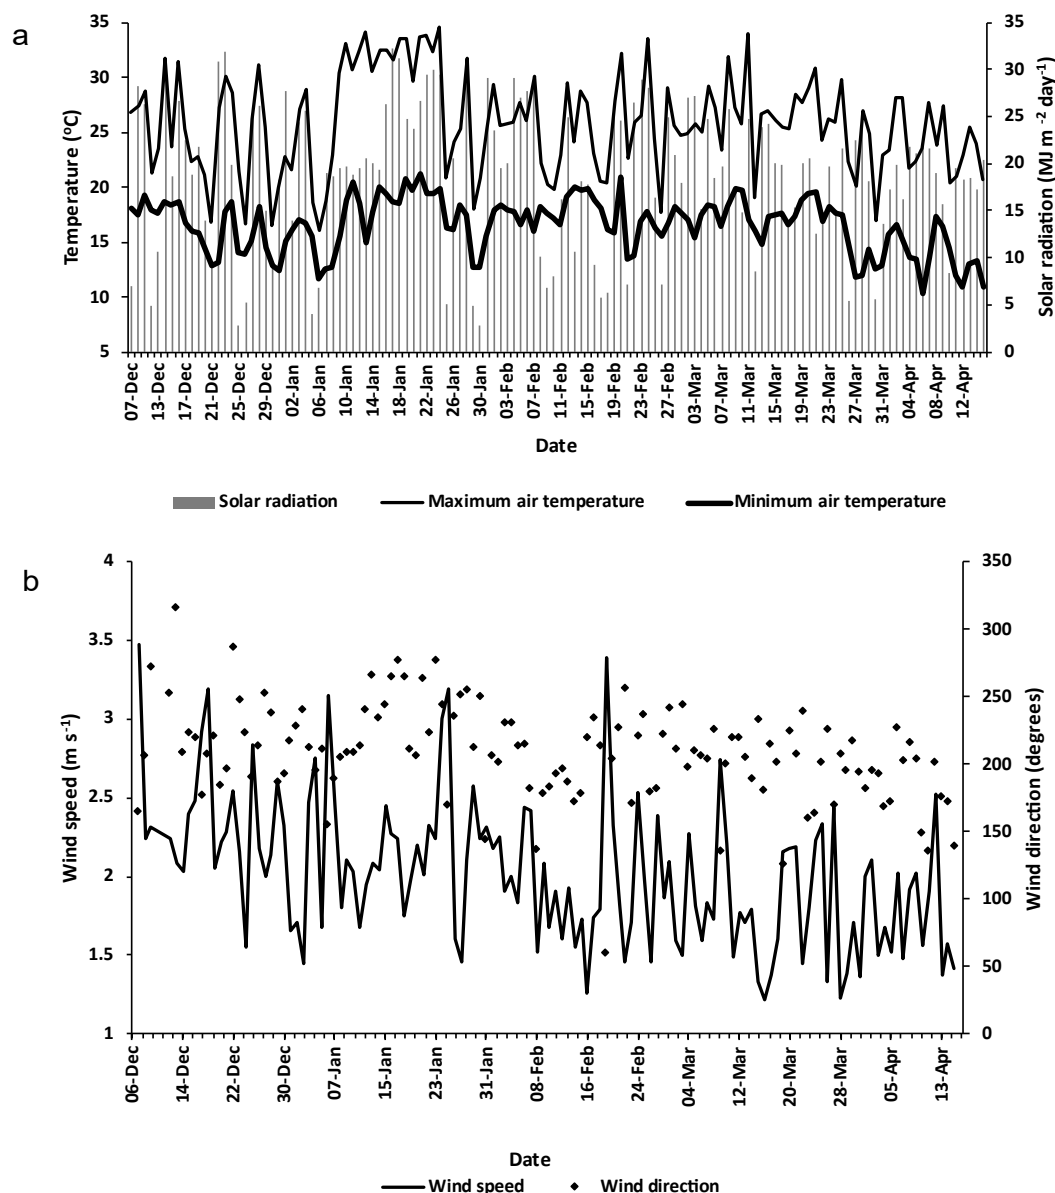 a
35
30
25
20
15
10
5
Temperature (oC)
35
30
25
20
15
10
5
0
Solar radiation (MJ m -2 day-1)
07-Dec
13-Dec
17-Dec
21-Dec
25-Dec
29-Dec
02-Jan
06-Jan
10-Jan
14-Jan
18-Jan
22-Jan
26-Jan
30-Jan
03-Feb
07-Feb
11-Feb
15-Feb
19-Feb
23-Feb
27-Feb
03-Mar
07-Mar
11-Mar
15-Mar
19-Mar
23-Mar
27-Mar
31-Mar
04-Apr
08-Apr
12-Apr
Date
Solar radiation Maximum air temperature Minimum air temperature
b
4
3.5
3
2.5
2
1.5
1
Wind speed (m s-1)
350
300
250
200
150
100
50
0
Wind direction (degrees)
06-Dec
14-Dec
22-Dec
30-Dec
07-Jan
15-Jan
23-Jan
31-Jan
08-Feb
16-Feb
24-Feb
04-Mar
12-Mar
20-Mar
28-Mar
05-Apr
13-Apr
Date
Wind speed Wind direction